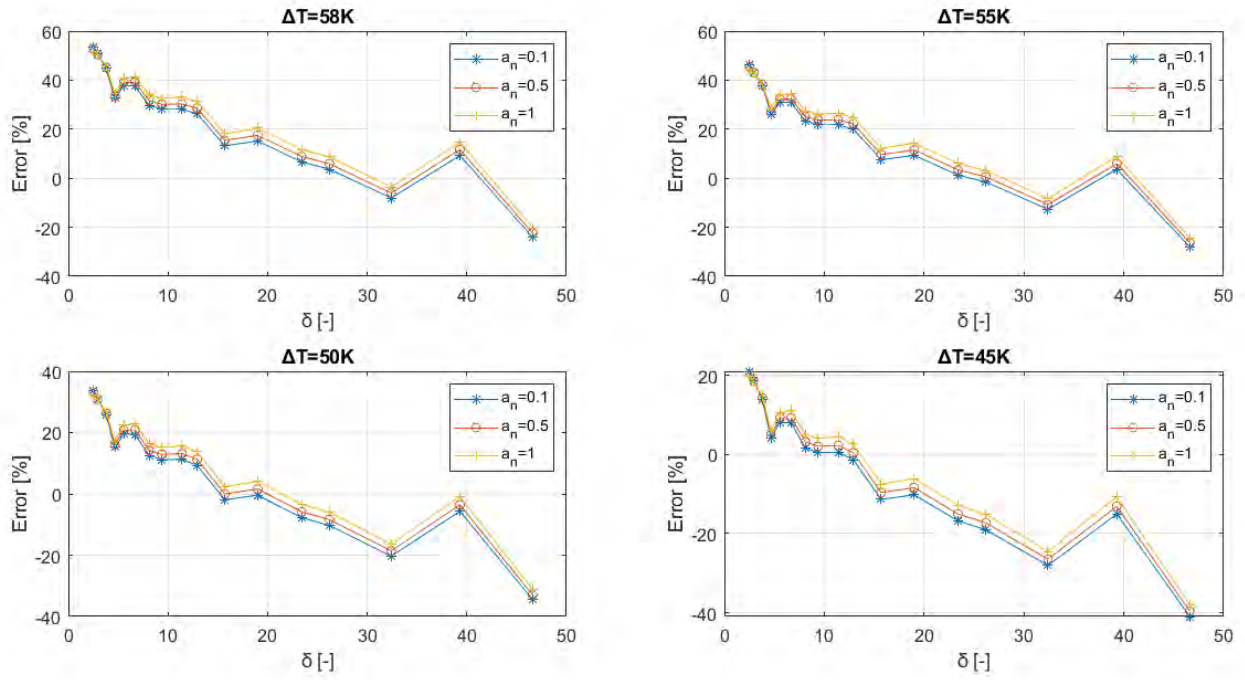 ΔT=58K
Error [%]
60
40
20
0
-20
-40
0 10 20 30 40 50
δ [-]
a_n=0.1
a_n=0.5
a_n=1
ΔT=55K
Error [%]
60
40
20
0
-20
-40
0 10 20 30 40 50
δ [-]
a_n=0.1
a_n=0.5
a_n=1
ΔT=50K
Error [%]
40
20
0
-20
-40
0 10 20 30 40 50
δ [-]
a_n=0.1
a_n=0.5
a_n=1
ΔT=45K
Error [%]
20
0
-20
-40
0 10 20 30 40 50
δ [-]
a_n=0.1
a_n=0.5
a_n=1